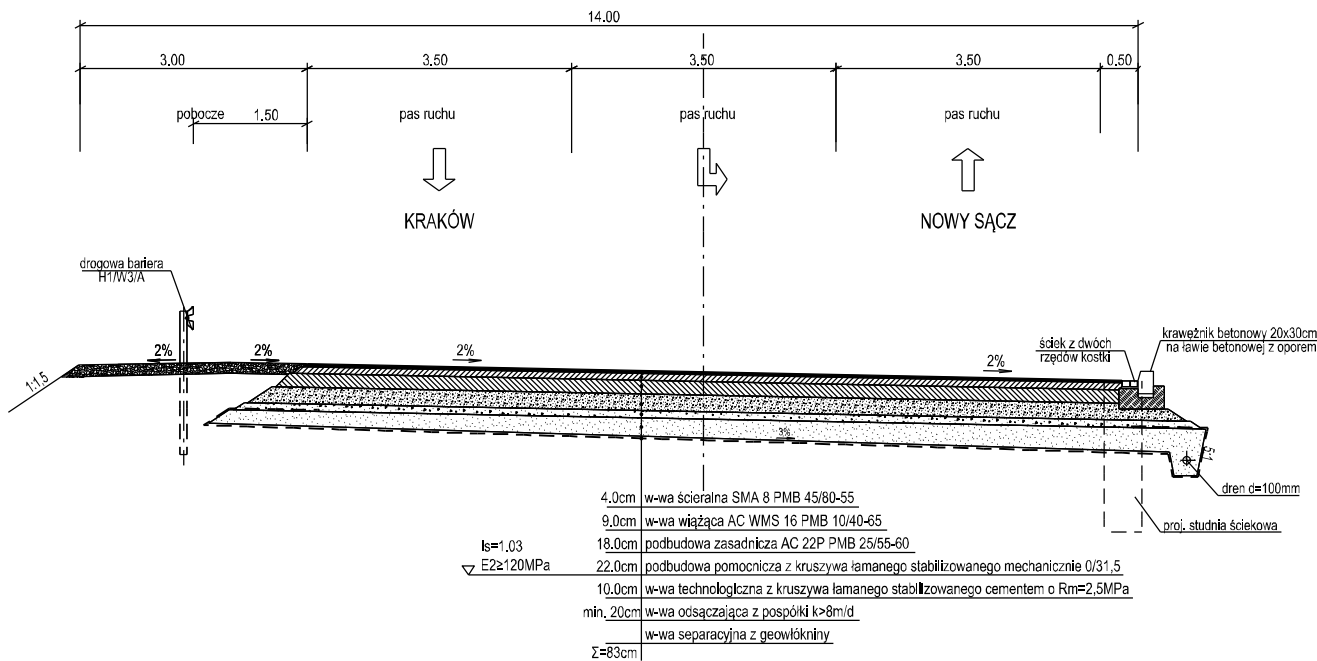 14.00
3.00 3.50 3.50 3.50 0.50
pobocze 1.50 pas ruchu pas ruchu pas ruchu
KRAKÓW NOWY SĄCZ
drogowa bariera
H1/W3/A
krawężnik betonowy 20x30cm
na ławie betonowej z oporem
ściek z dwóch
rzędów kostki
2% 2% 2% 2%
1:1.5
3%
5:1
dren d=100mm
proj. studnia ściekowa
4.0cm w-wa ścieralna SMA 8 PMB 45/80-55
9.0cm w-wa wiążąca AC WMS 16 PMB 10/40-65
18.0cm podbudowa zasadnicza AC 22P PMB 25/55-60
Is=1.03
E2≥120MPa
22.0cm podbudowa pomocnicza z kruszywa łamanego stabilizowanego mechanicznie 0/31,5
10.0cm w-wa technologiczna z kruszywa łamanego stabilizowanego cementem o Rm=2,5MPa
min. 20cm w-wa odsączająca z pospółki k>8m/d
w-wa separacyjna z geowłókniny
Σ=83cm